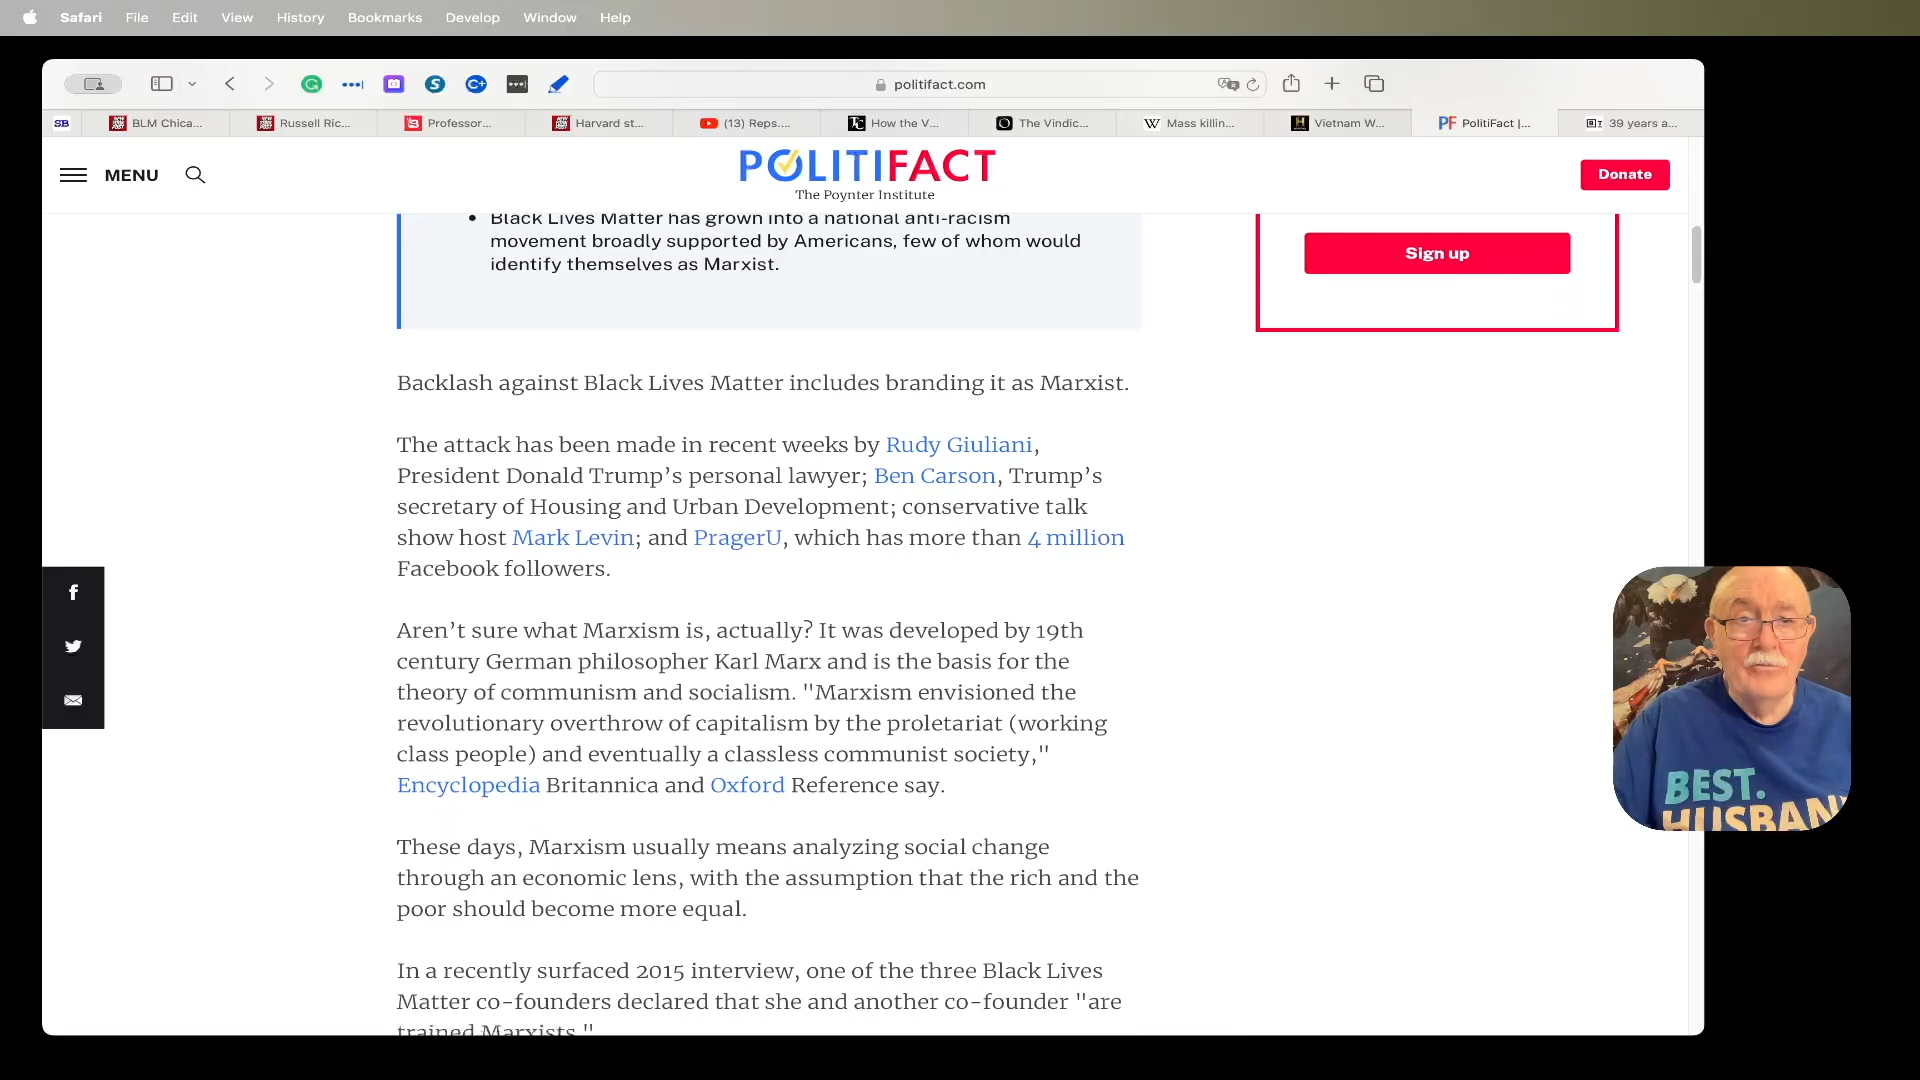 Safari File Edit View History Bookmarks Develop Window Help
politifact.com
SB BLM Chica... Russell Ric... Professor... Harvard st... (13) Reps.... How the V... The Vindic... Mass killin... Vietnam W... PolitiFact |... 39 years a...
MENU
POLITIFACT
The Poynter Institute
Donate
• Black Lives Matter has grown into a national anti-racism
movement broadly supported by Americans, few of whom would
identify themselves as Marxist.
Sign up
Backlash against Black Lives Matter includes branding it as Marxist.
The attack has been made in recent weeks by Rudy Giuliani,
President Donald Trump’s personal lawyer; Ben Carson, Trump’s
secretary of Housing and Urban Development; conservative talk
show host Mark Levin; and PragerU, which has more than 4 million
Facebook followers.
Aren’t sure what Marxism is, actually? It was developed by 19th
century German philosopher Karl Marx and is the basis for the
theory of communism and socialism. "Marxism envisioned the
revolutionary overthrow of capitalism by the proletariat (working
class people) and eventually a classless communist society,"
Encyclopedia Britannica and Oxford Reference say.
These days, Marxism usually means analyzing social change
through an economic lens, with the assumption that the rich and the
poor should become more equal.
In a recently surfaced 2015 interview, one of the three Black Lives
Matter co-founders declared that she and another co-founder "are
trained Marxists."
BEST.
HUSBAN